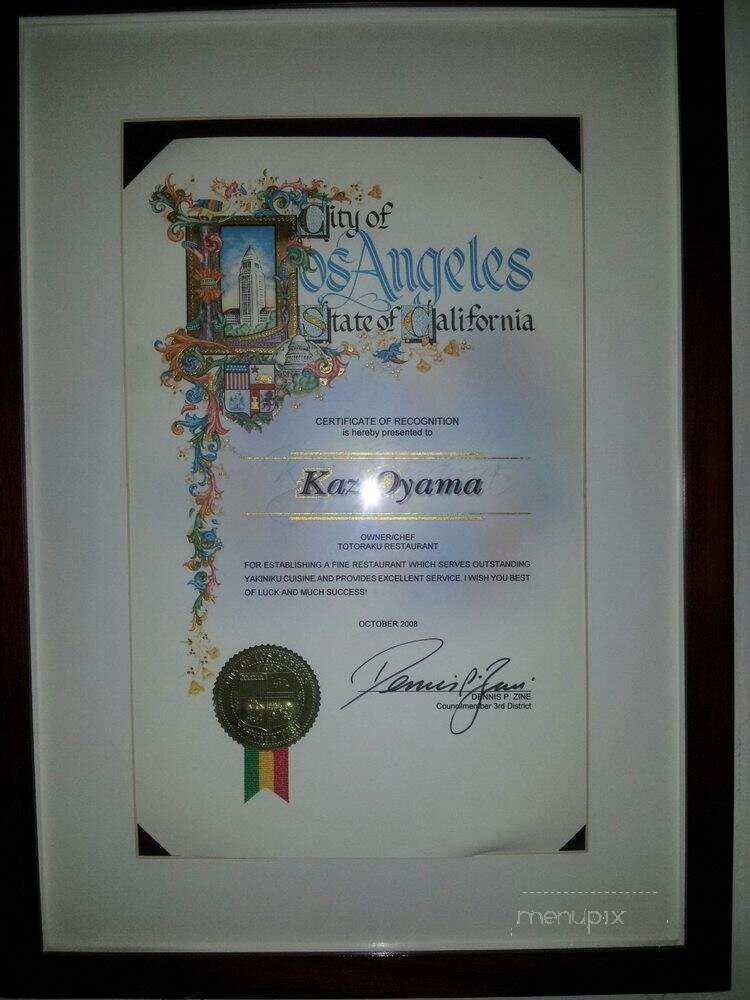 City of
Los Angeles
State of California
CERTIFICATE OF RECOGNITION
is hereby presented to
Kaz Oyama
OWNER/CHEF
TOTORAKU RESTAURANT
FOR ESTABLISHING A FINE RESTAURANT WHICH SERVES OUTSTANDING
YAKINIKU CUISINE AND PROVIDES EXCELLENT SERVICE. I WISH YOU BEST
OF LUCK AND MUCH SUCCESS!
OCTOBER 2008
Dennis P. Zine
DENNIS P. ZINE
Councilmember 3rd District
menupix